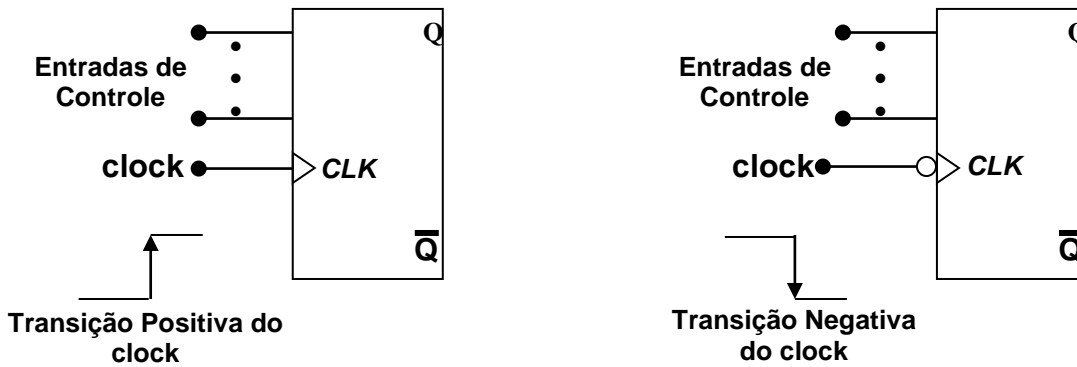 Q
Entradas de
Controle
clock
CLK
Q̅
Transição Positiva do
clock
Q
Entradas de
Controle
clock
CLK
Q̅
Transição Negativa
do clock